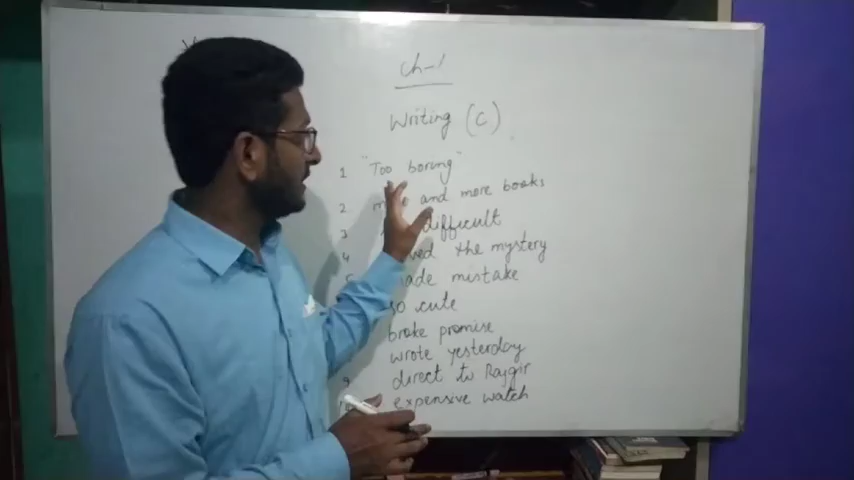 Ch-1
Writing (C)
1 "Too boring"
2 and more books
3 difficult
4 the mystery
5 made mistake
so cute
broke promise
wrote yesterday
9 direct to Rajgir
expensive watch